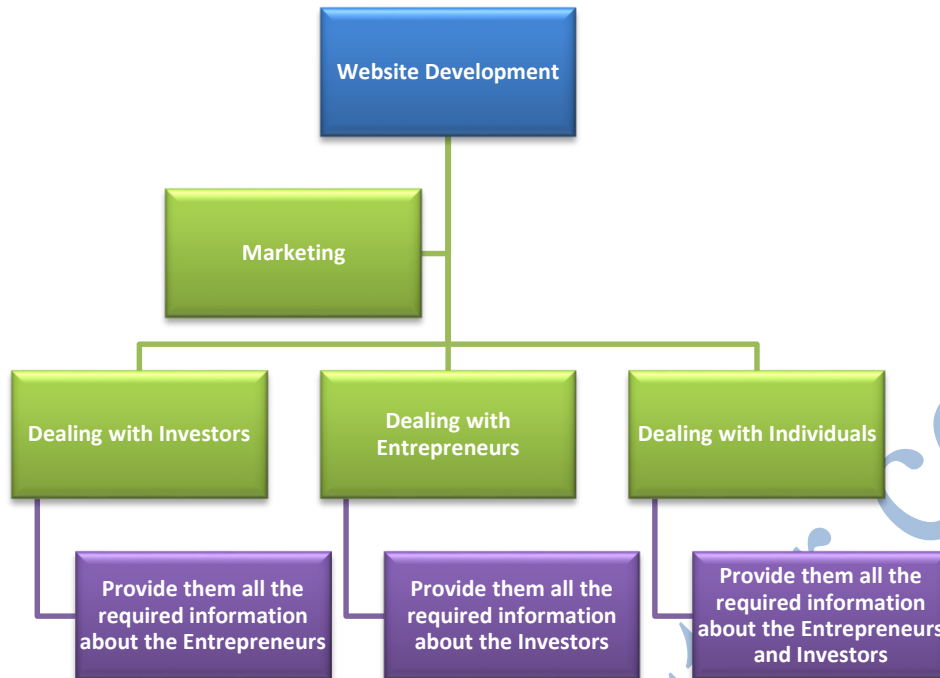 Website Development
Marketing
Dealing with Investors
Dealing with
Entrepreneurs
Dealing with Individuals
Provide them all the
required information
about the Entrepreneurs
Provide them all the
required information
about the Investors
Provide them all the
required information
about the Entrepreneurs
and Investors